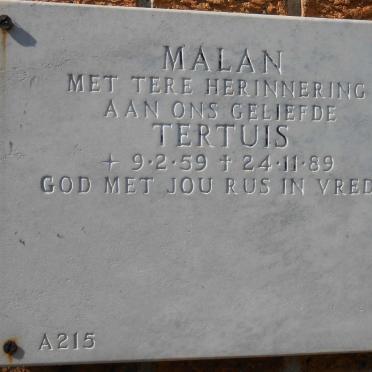 MALAN
MET TERE HERINNERING
AAN ONS GELIEFDE
TERTUIS
+ 9·2·59 † 24·11·89
GOD MET JOU RUS IN VRED
A215